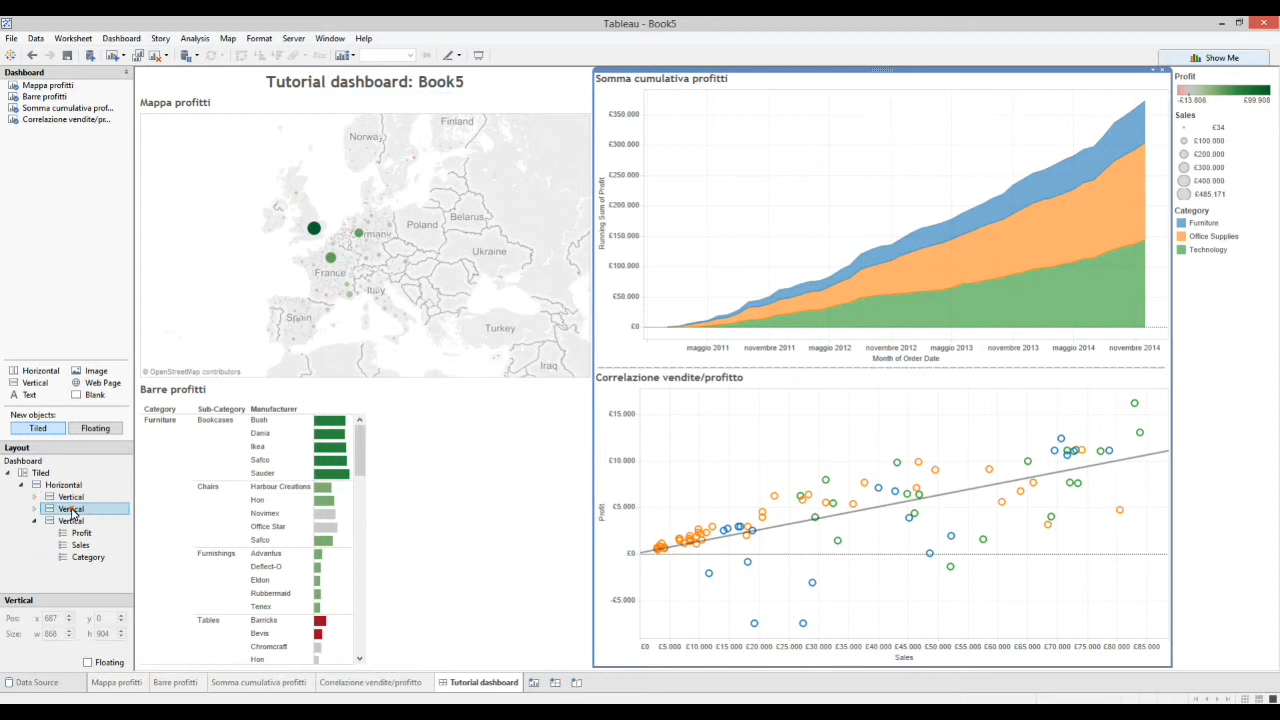 Tableau - Book5
File Data Worksheet Dashboard Story Analysis Map Format Server Window Help
Abc
Show Me
Dashboard
Mappa profitti
Barre profitti
Somma cumulativa prof...
Correlazione vendite/pr...
Horizontal Image
Vertical Web Page
Text Blank
New objects:
Tiled Floating
Layout
Dashboard
Tiled
Horizontal
Vertical
Vertical
Vertical
Profit
Sales
Category
Vertical
Pos: x 687 y 0
Size: w 868 h 904
Floating
Tutorial dashboard: Book5
Mappa profitti
Finland
Norway
Poland
Belarus
Germany
Ukraine
France
Italy
Spain
Turkey
Iraq
© OpenStreetMap contributors
Barre profitti
Category Sub-Category Manufacturer
Furniture Bookcases Bush
Dania
Ikea
Safco
Sauder
Chairs Harbour Creations
Hon
Novimex
Office Star
Safco
Furnishings Advantus
Deflect-O
Eldon
Rubbermaid
Tenex
Tables Barricks
Bevis
Chromcraft
Hon
Somma cumulativa profitti
Running Sum of Profit
£350.000
£300.000
£250.000
£200.000
£150.000
£100.000
£50.000
£0
maggio 2011 novembre 2011 maggio 2012 novembre 2012 maggio 2013 novembre 2013 maggio 2014 novembre 2014
Month of Order Date
Correlazione vendite/profitto
Profit
£15.000
£10.000
£5.000
£0
-£5.000
£0 £5.000 £10 000 £15 000 £20 000 £25 000 £30 000 £35 000 £40 000 £45 000 £50 000 £55 000 £60 000 £65 000 £70 000 £75 000 £80 000 £85 000
Sales
Profit
-£13.806 £99.908
Sales
£34
£100.000
£200.000
£300.000
£400.000
£485.171
Category
Furniture
Office Supplies
Technology
Data Source Mappa profitti Barre profitti Somma cumulativa profitti Correlazione vendite/profitto Tutorial dashboard